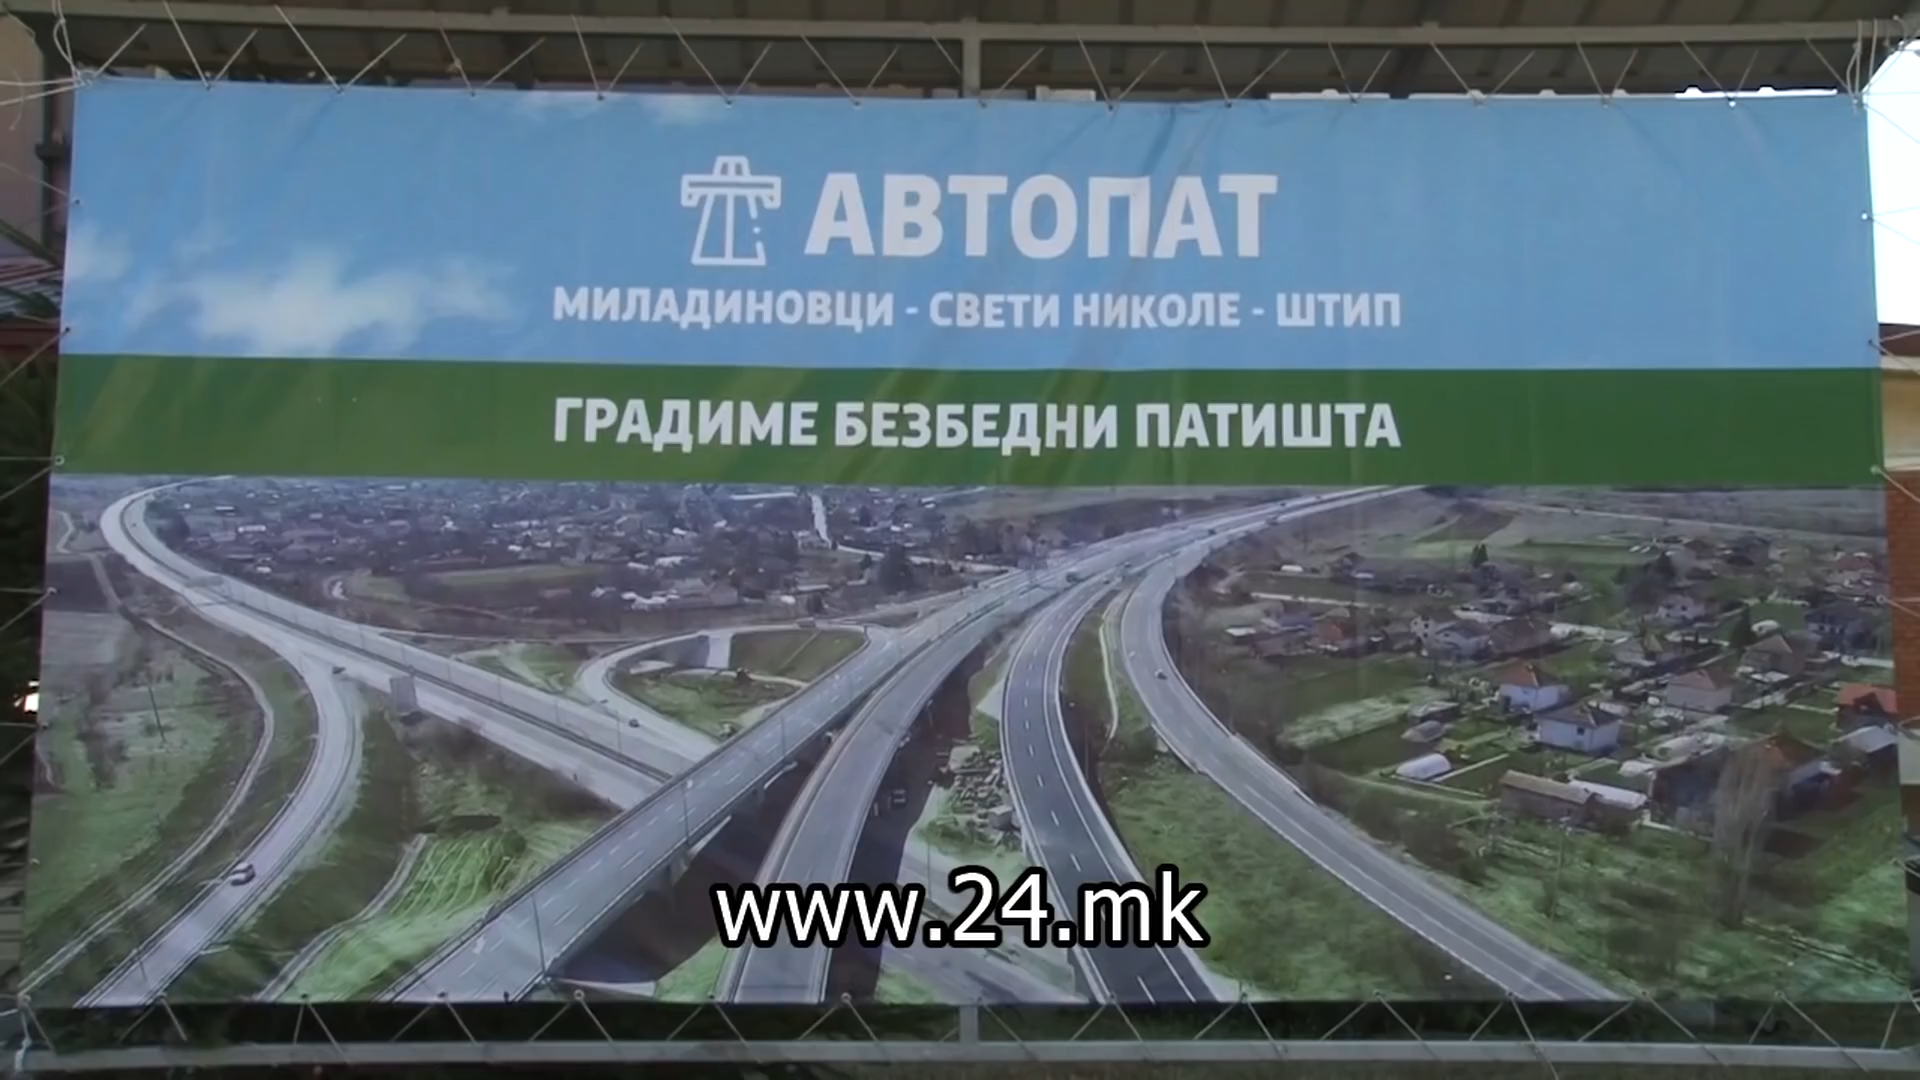 АВТОПАТ
МИЛАДИНОВЦИ - СВЕТИ НИКОЛЕ - ШТИП
ГРАДИМЕ БЕЗБЕДНИ ПАТИШТА
www.24.mk